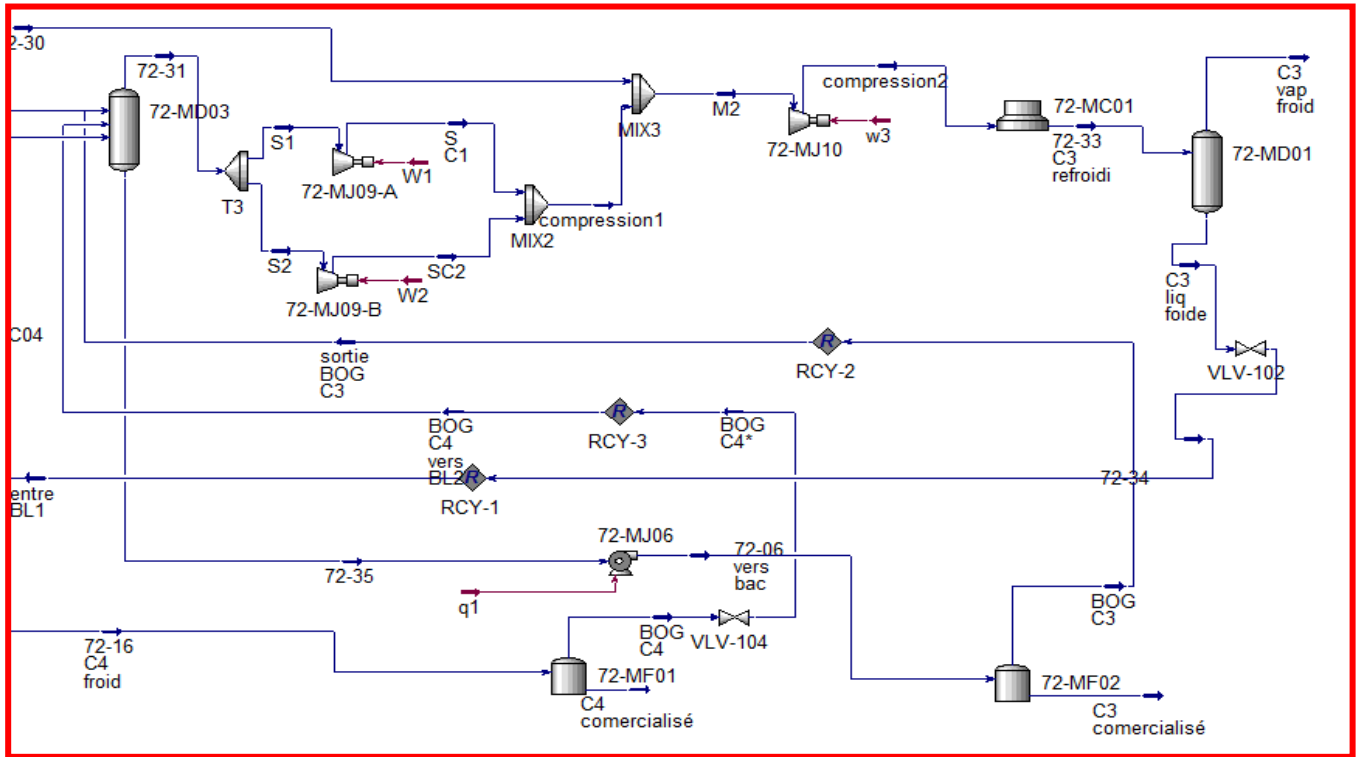 2-30
72-31
72-MD03
S1
S
C1
72-MJ09-A
W1
T3
S2
SC2
72-MJ09-B
W2
MIX2
compression1
MIX3
M2
compression2
72-MJ10
w3
72-MC01
72-33
C3
refroidi
C3
vap
froid
72-MD01
C3
liq
foide
VLV-102
C04
sortie
BOG
C3
RCY-2
BOG
C4
vers
BL2
R
RCY-3
R
BOG
C4*
entre
BL1
R
RCY-1
72-34
72-35
72-MJ06
q1
72-06
vers
bac
72-16
C4
froid
BOG
C4
VLV-104
72-MF01
C4
comercialisé
BOG
C3
72-MF02
C3
comercialisé